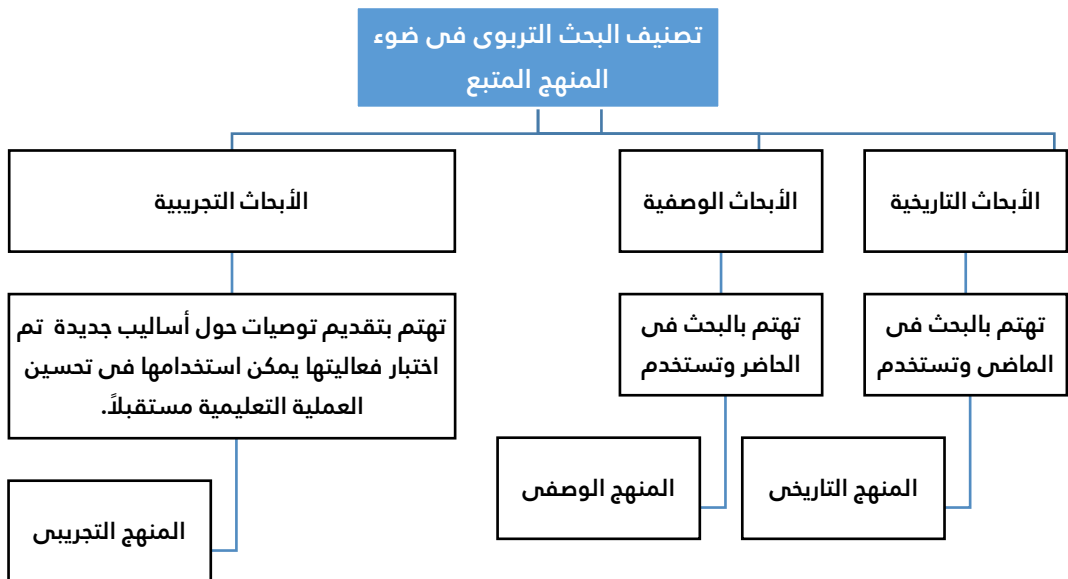 تصنيف البحث التربوى فى ضوء
المنهج المتبع
الأبحاث التاريخية
الأبحاث الوصفية
الأبحاث التجريبية
تهتم بالبحث فى
الماضى وتستخدم
تهتم بالبحث فى
الحاضر وتستخدم
تهتم بتقديم توصيات حول أساليب جديدة تم
اختبار فعاليتها يمكن استخدامها فى تحسين
العملية التعليمية مستقبلاً.
المنهج التاريخى
المنهج الوصفى
المنهج التجريبى